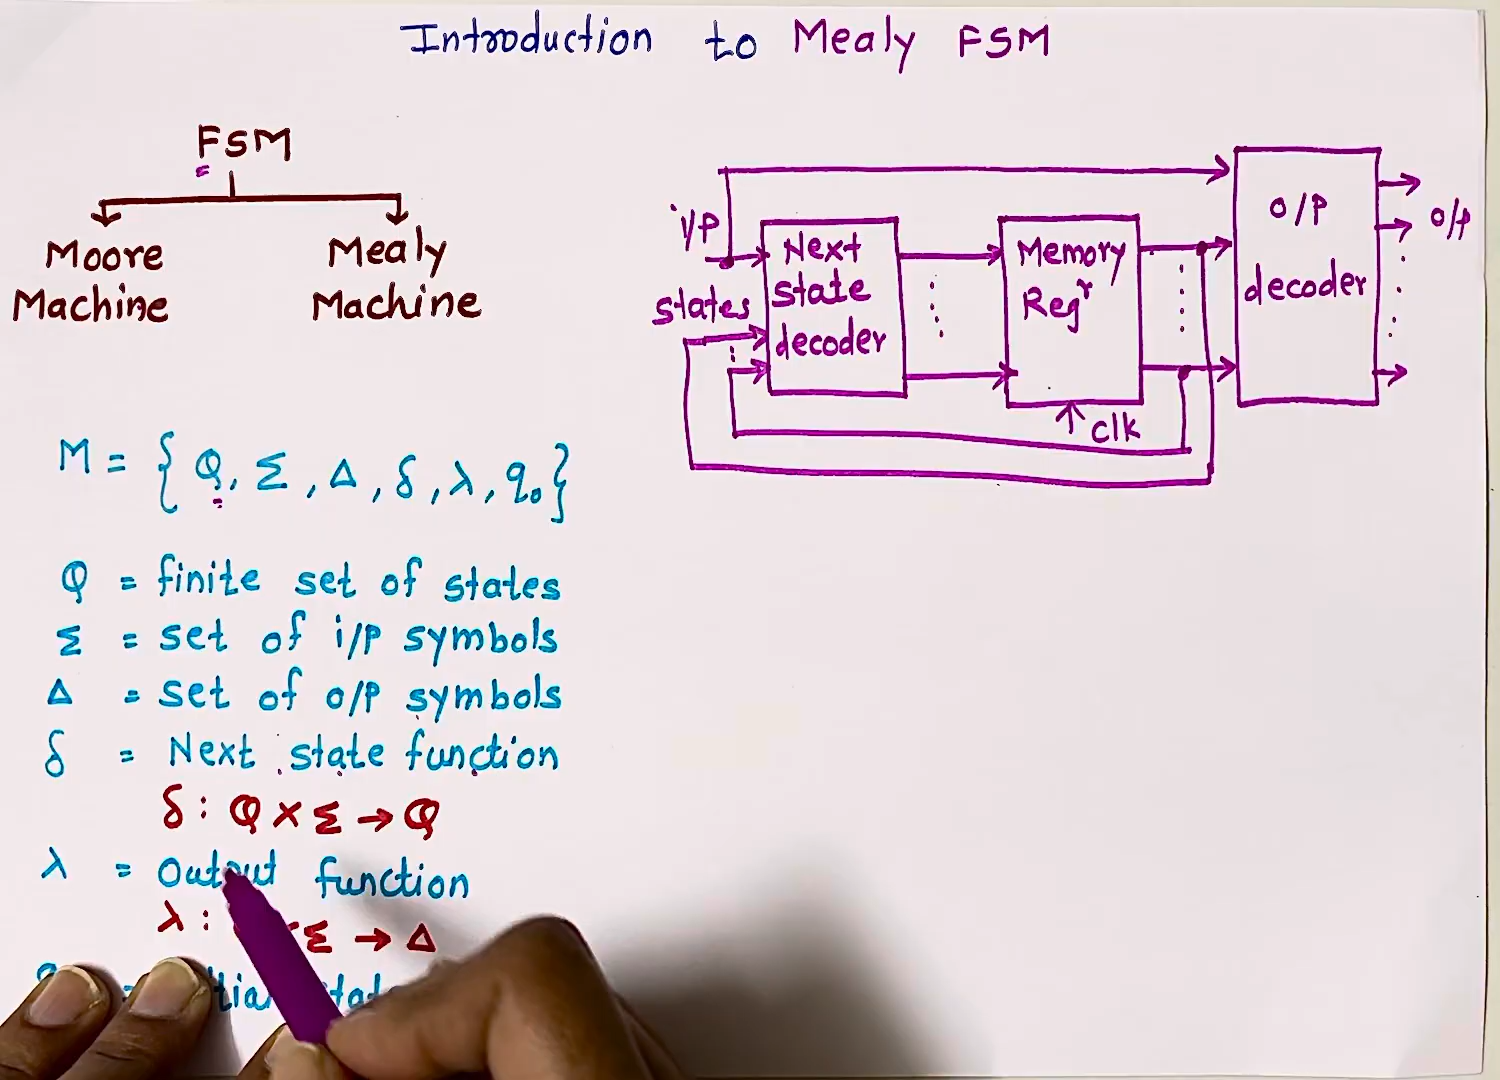 Introduction to Mealy FSM
FSM
Moore
Machine
Mealy
Machine
M = { Q, Σ, Δ, δ, λ, q₀ }
Q = finite set of states
Σ = set of i/p symbols
Δ = set of o/p symbols
δ = Next state function
δ : Q × Σ → Q
λ = Output function
λ : Σ → Δ
i/p
states
Next
state
decoder
Memory
Regʳ
clk
O/P
decoder
o/p